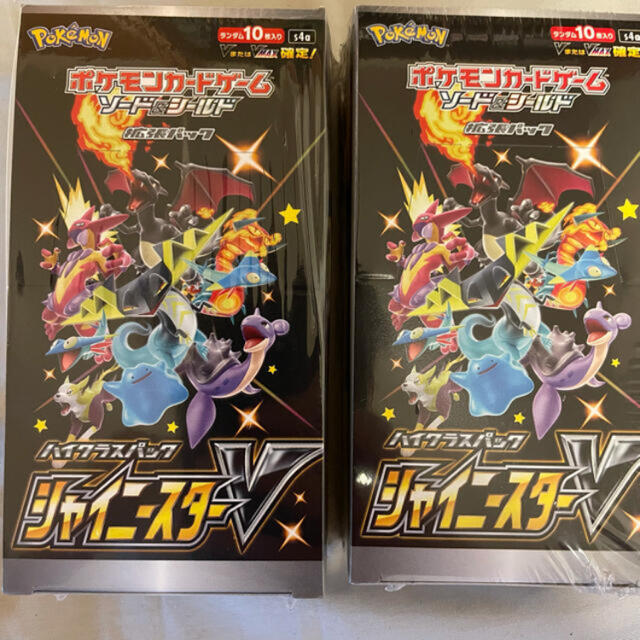 Pokémon
ランダム10枚入り
s4a
VまたはVMAX確定!
ポケモンカードゲーム
ソード&シールド
拡張パック
ハイクラスパック
シャイニースターV
Pokémon
ランダム10枚入り
s4a
VまたはVMAX確定!
ポケモンカードゲーム
ソード&シールド
拡張パック
ハイクラスパック
シャイニースターV